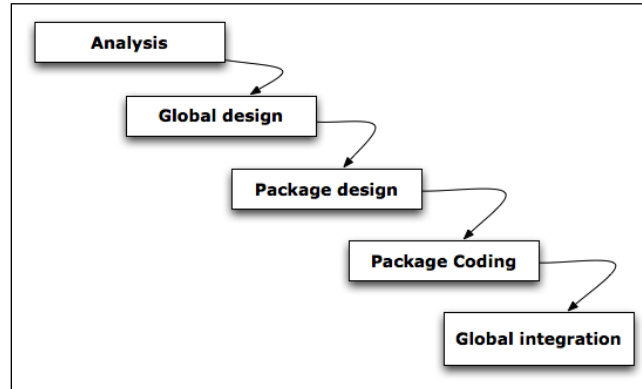 Analysis
Global design
Package design
Package Coding
Global integration